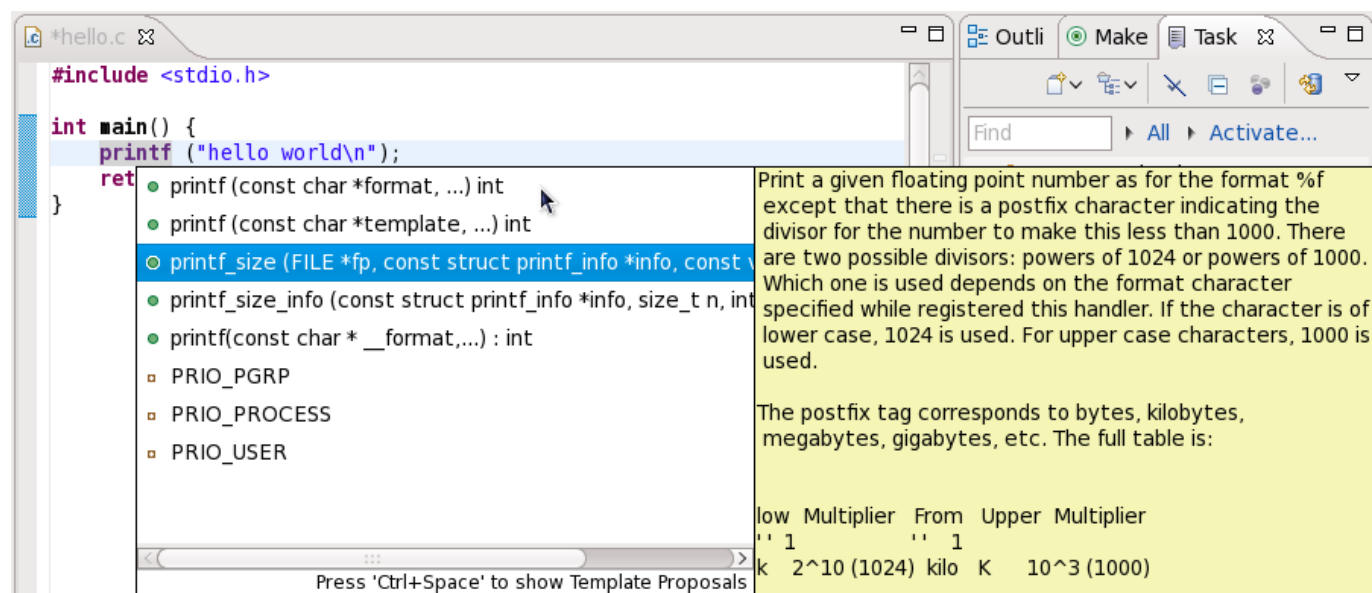 *hello.c
#include <stdio.h>
int main() {
printf ("hello world\n");
ret
}
printf (const char *format, ...) int
printf (const char *template, ...) int
printf_size (FILE *fp, const struct printf_info *info, const
printf_size_info (const struct printf_info *info, size_t n, int
printf(const char * __format,...) : int
PRIO_PGRP
PRIO_PROCESS
PRIO_USER
Press 'Ctrl+Space' to show Template Proposals
Outli Make Task
Find All Activate...
Print a given floating point number as for the format %f
except that there is a postfix character indicating the
divisor for the number to make this less than 1000. There
are two possible divisors: powers of 1024 or powers of 1000.
Which one is used depends on the format character
specified while registered this handler. If the character is of
lower case, 1024 is used. For upper case characters, 1000 is
used.
The postfix tag corresponds to bytes, kilobytes,
megabytes, gigabytes, etc. The full table is:
low Multiplier From Upper Multiplier
' ' 1 ' ' 1
k 2^10 (1024) kilo K 10^3 (1000)